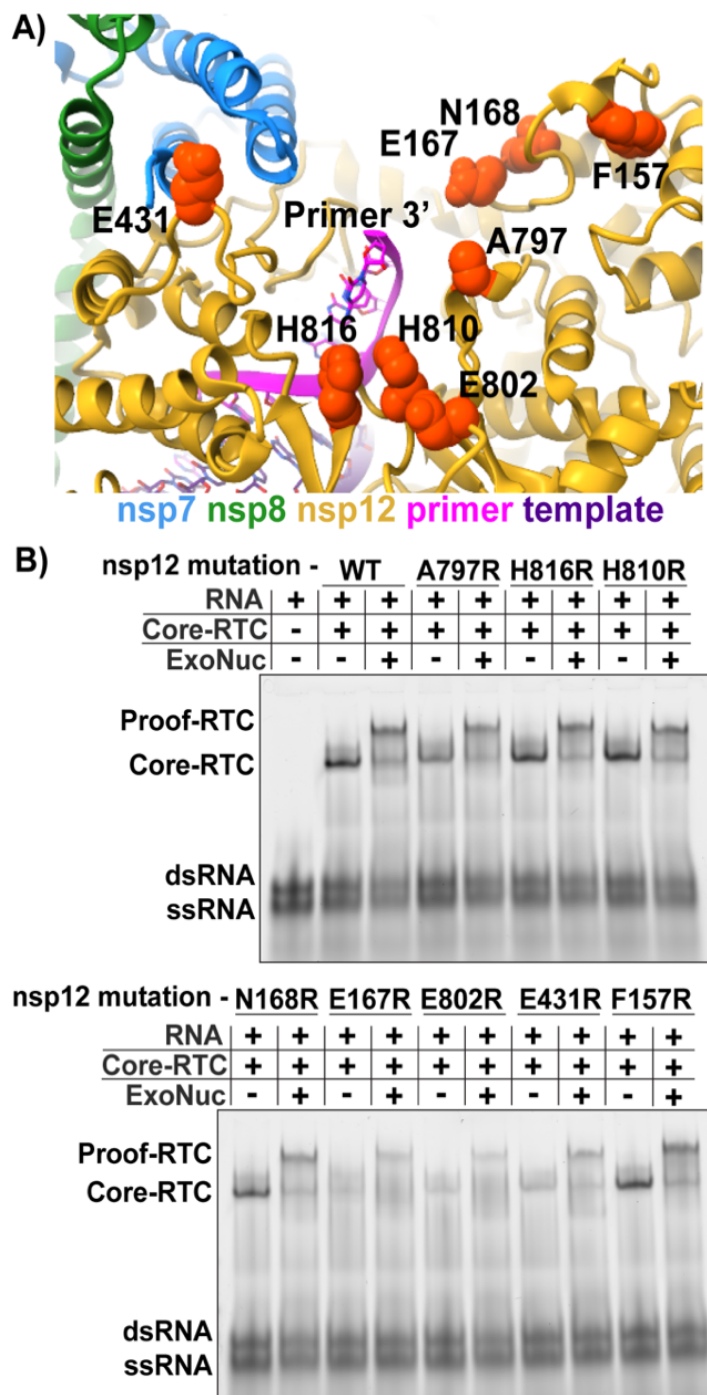 A)
N168
E167
F157
E431
Primer 3'
A797
H816 H810
E802
nsp7 nsp8 nsp12 primer template
B)
nsp12 mutation - WT A797R H816R H810R
RNA + + + + + + + + +
Core-RTC - + + + + + + + +
ExoNuc - - + - + - + - +
Proof-RTC
Core-RTC
dsRNA
ssRNA
nsp12 mutation - N168R E167R E802R E431R F157R
RNA + + + + + + + + + +
Core-RTC + + + + + + + + + +
ExoNuc - + - + - + - + - +
Proof-RTC
Core-RTC
dsRNA
ssRNA